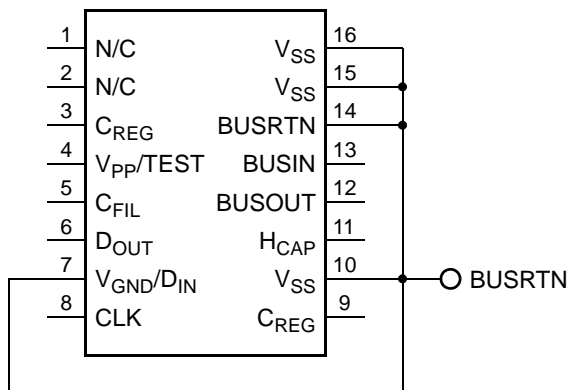 1 N/C VSS 16
2 N/C VSS 15
3 CREG BUSRTN 14
4 VPP/TEST BUSIN 13
5 CFIL BUSOUT 12
6 DOUT HCAP 11
7 VGND/DIN VSS 10 BUSRTN
8 CLK CREG 9